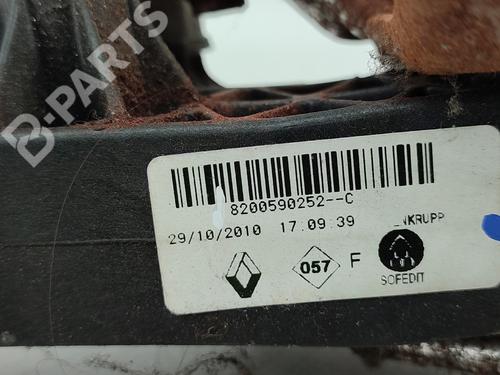 B-PARTS
8200590252--C
29/10/2010 17:09:39
NKRUPP
057 F
SOFEDIT